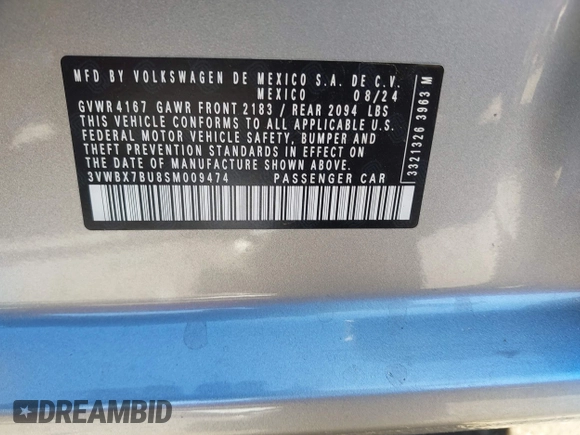 MFD BY VOLKSWAGEN DE MEXICO S.A. DE C.V.
MEXICO 08/24
GVWR 4167 GAWR FRONT 2183 / REAR 2094 LBS
THIS VEHICLE CONFORMS TO ALL APPLICABLE U.S.
FEDERAL MOTOR VEHICLE SAFETY, BUMPER AND
THEFT PREVENTION STANDARDS IN EFFECT ON
THE DATE OF MANUFACTURE SHOWN ABOVE.
3VWBX7BU8SM009474 PASSENGER CAR
3321326 3963 M
DREAMBID